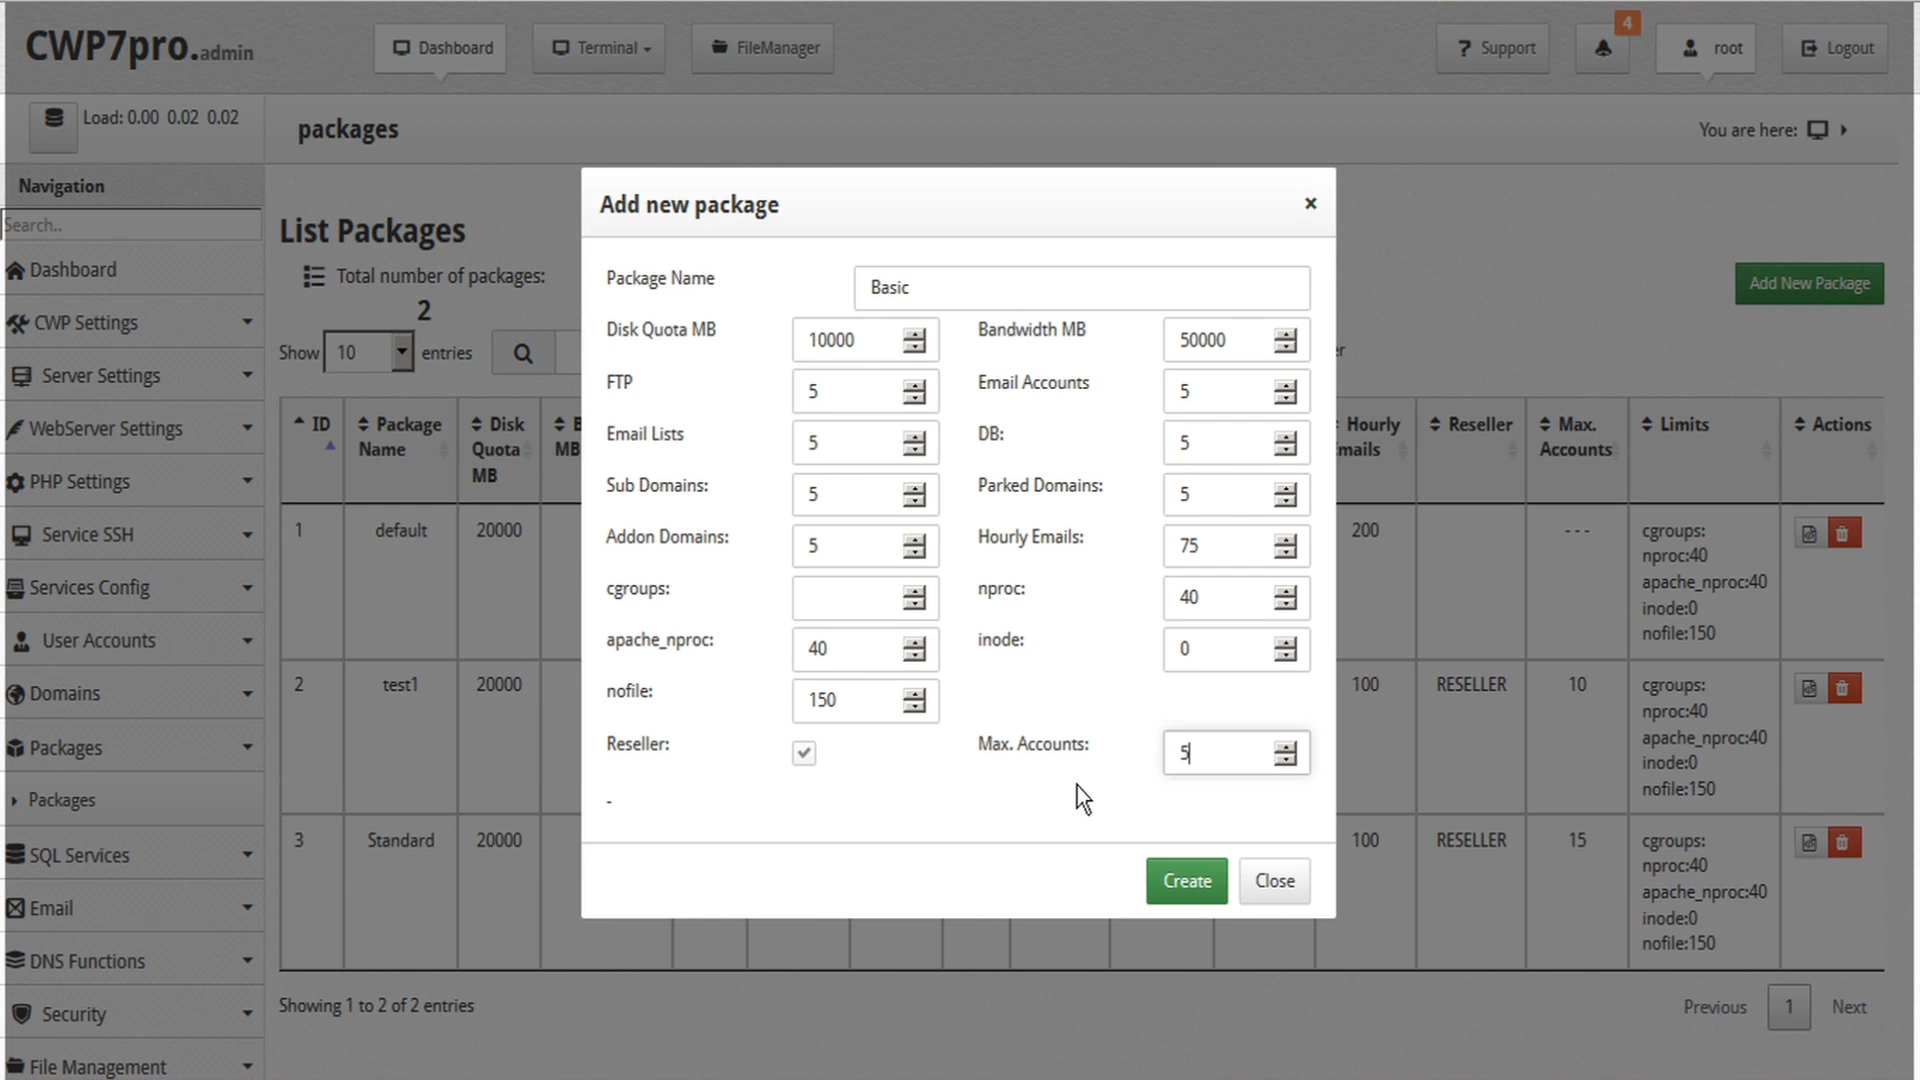 CWP7pro.admin
Dashboard
Terminal
FileManager
Support
4
root
Logout
Load: 0.00 0.02 0.02
packages
You are here:
Navigation
Search..
Dashboard
CWP Settings
Server Settings
WebServer Settings
PHP Settings
Service SSH
Services Config
User Accounts
Domains
Packages
Packages
SQL Services
Email
DNS Functions
Security
File Management
List Packages
Total number of packages:
2
Add New Package
Show 10 entries
ID
Package Name
Disk Quota MB
Hourly
Reseller
Max. Accounts
Limits
Actions
1 default 20000 200 --- cgroups:
nproc:40
apache_nproc:40
inode:0
nofile:150
2 test1 20000 100 RESELLER 10 cgroups:
nproc:40
apache_nproc:40
inode:0
nofile:150
3 Standard 20000 100 RESELLER 15 cgroups:
nproc:40
apache_nproc:40
inode:0
nofile:150
Showing 1 to 2 of 2 entries
Previous 1 Next
Add new package
×
Package Name Basic
Disk Quota MB 10000 Bandwidth MB 50000
FTP 5 Email Accounts 5
Email Lists 5 DB: 5
Sub Domains: 5 Parked Domains: 5
Addon Domains: 5 Hourly Emails: 75
cgroups: nproc: 40
apache_nproc: 40 inode: 0
nofile: 150
Reseller: Max. Accounts: 5
-
Create Close